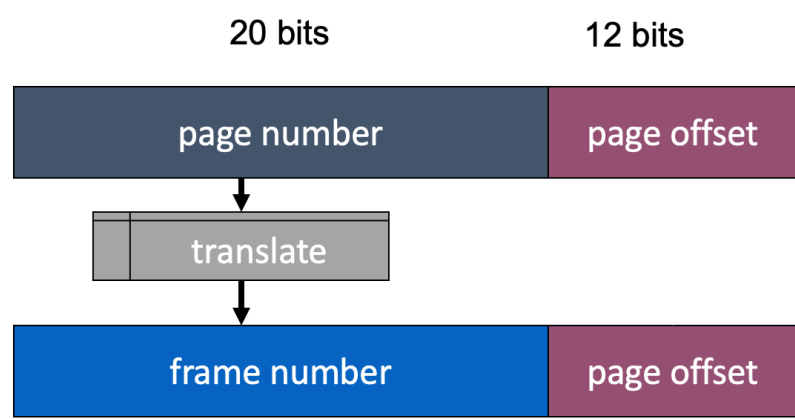 20 bits 12 bits
page number page offset
translate
frame number page offset